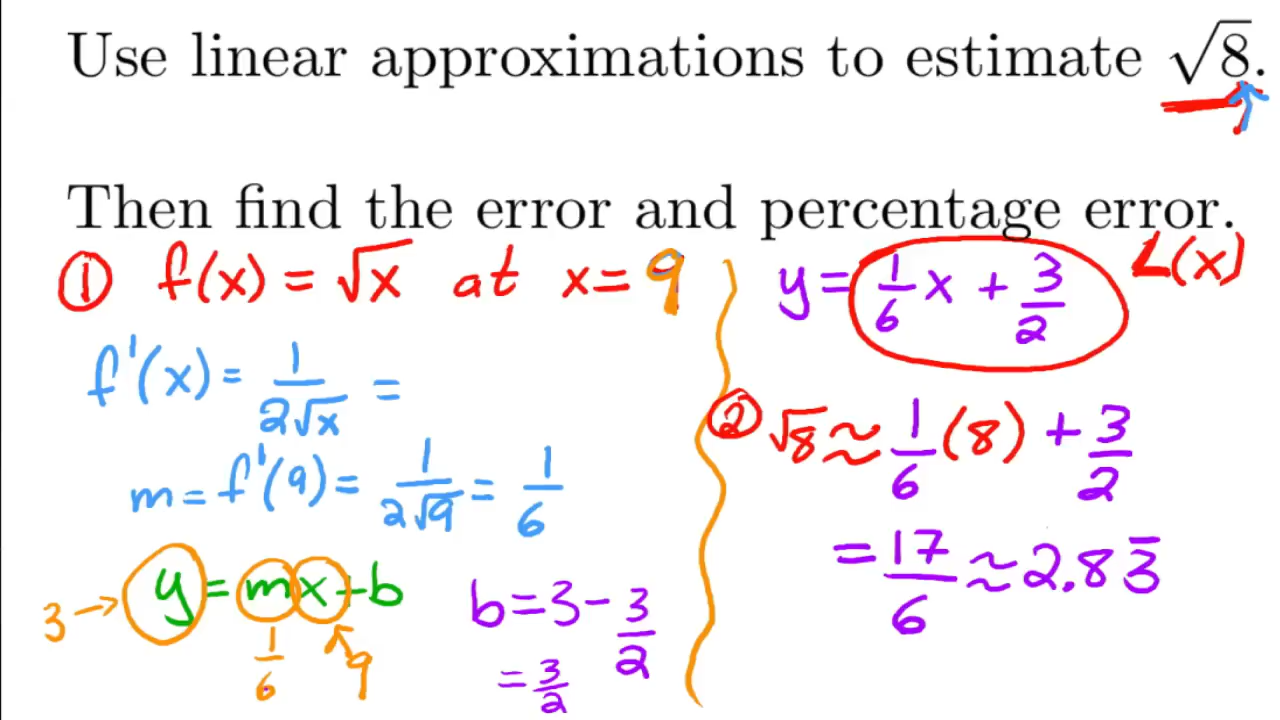 Use linear approximations to estimate √8.
Then find the error and percentage error.
① f(x) = √x at x = 9
f'(x) = 1/(2√x) =
m = f'(9) = 1/(2√9) = 1/6
y = mx + b
3 →
1/6
9
b = 3 - 3/2
= 3/2
y = 1/6 x + 3/2
L(x)
② √8 ≈ 1/6 (8) + 3/2
= 17/6 ≈ 2.83̅